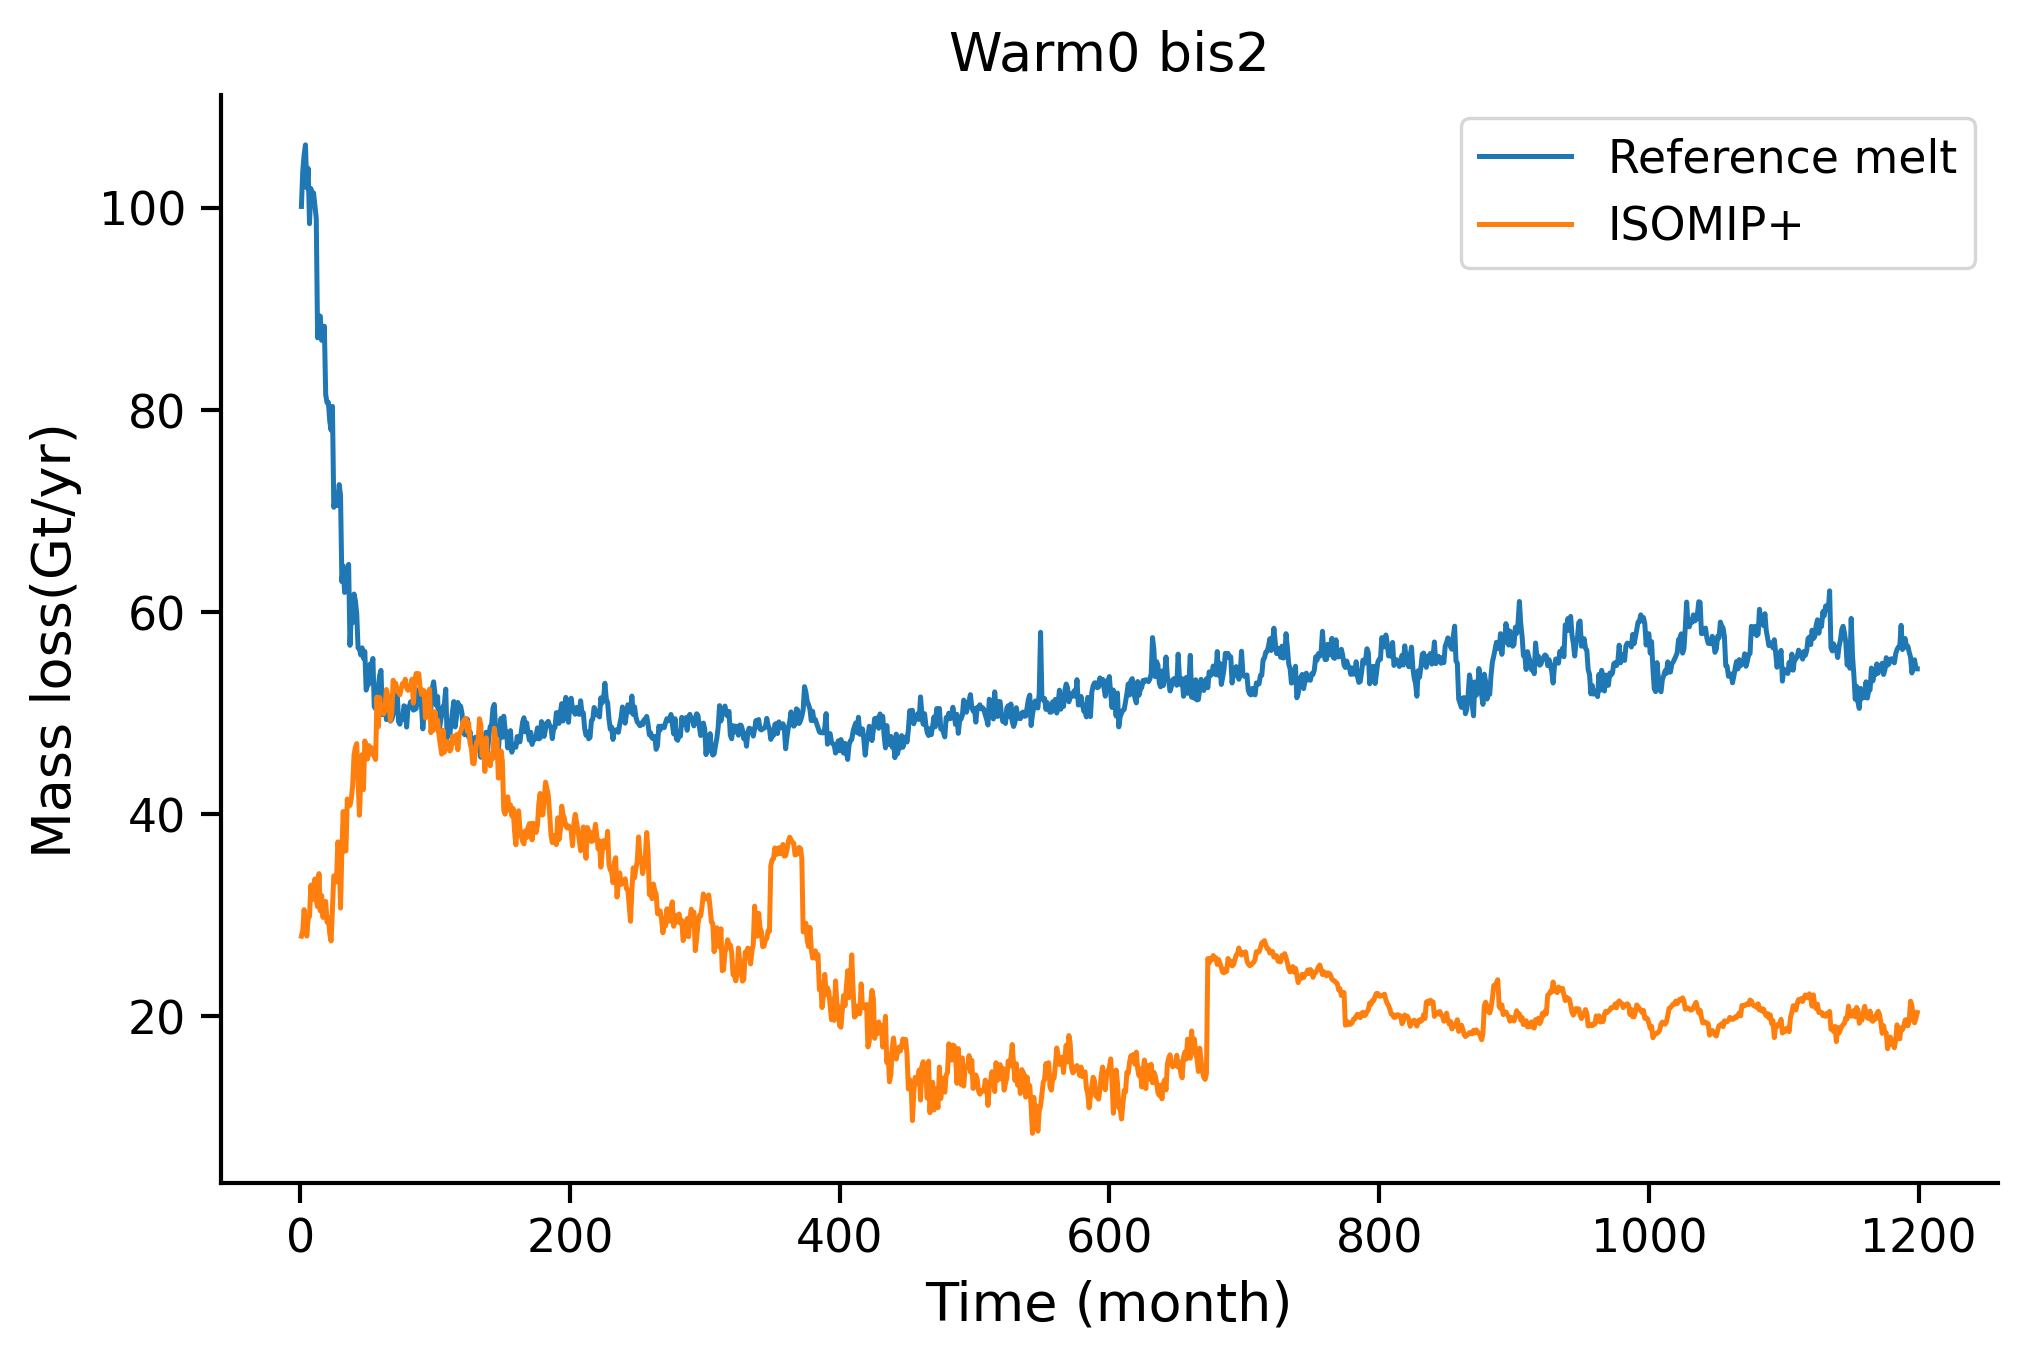 Warm0 bis2
Reference melt
ISOMIP+
Mass loss(Gt/yr)
100
80
60
40
20
0 200 400 600 800 1000 1200
Time (month)